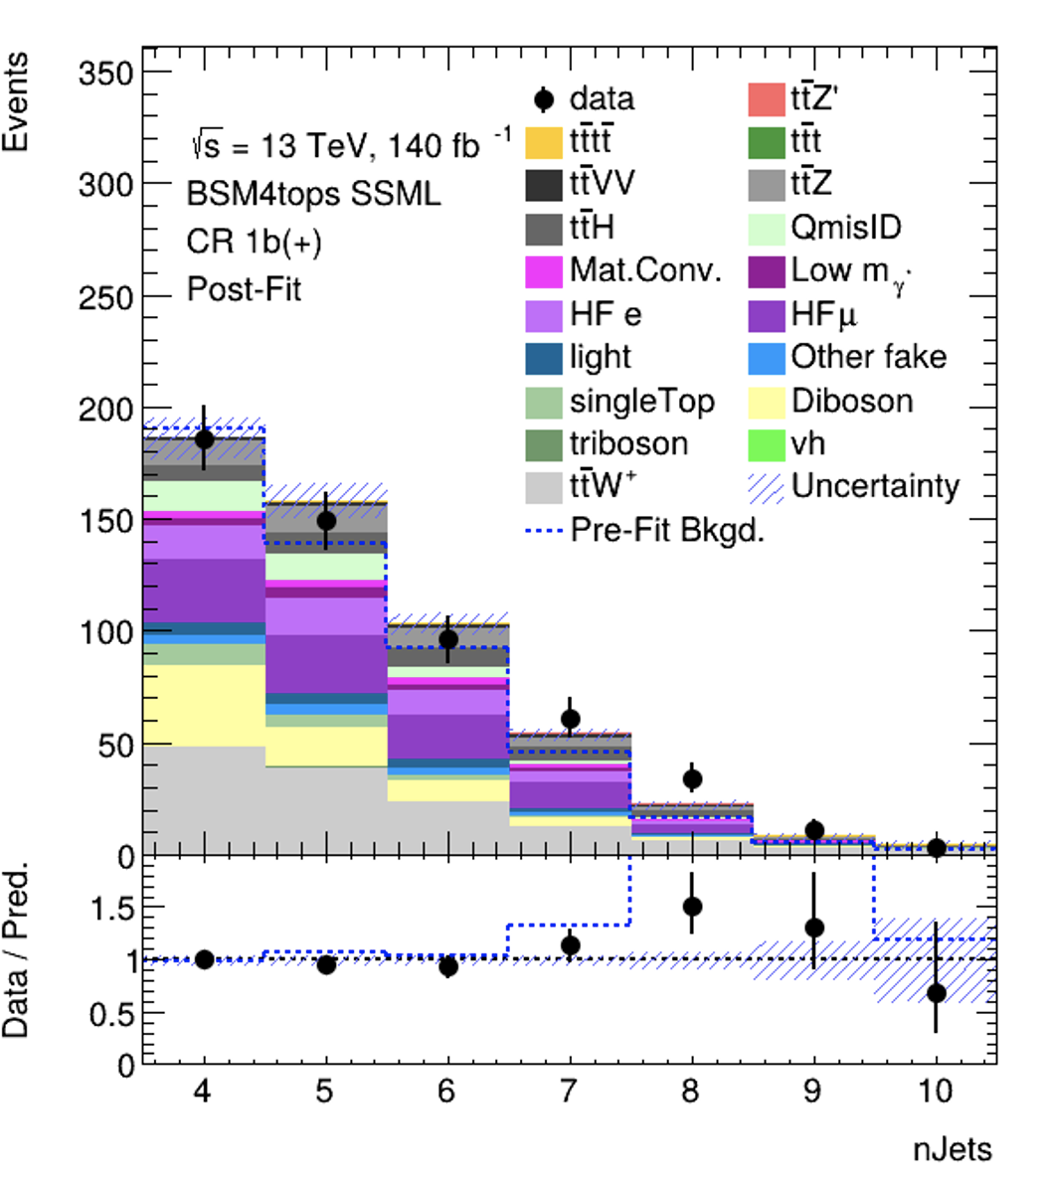 Events
350
300
250
200
150
100
50
0
√s = 13 TeV, 140 fb -1
BSM4tops SSML
CR 1b(+)
Post-Fit
data tt̄Z'
tt̄tt̄ tt̄t
tt̄VV tt̄Z
tt̄H QmisID
Mat.Conv. Low mγ*
HF e HFμ
light Other fake
singleTop Diboson
triboson vh
tt̄W+ Uncertainty
Pre-Fit Bkgd.
Data / Pred.
1.5
1
0.5
0
4 5 6 7 8 9 10
nJets